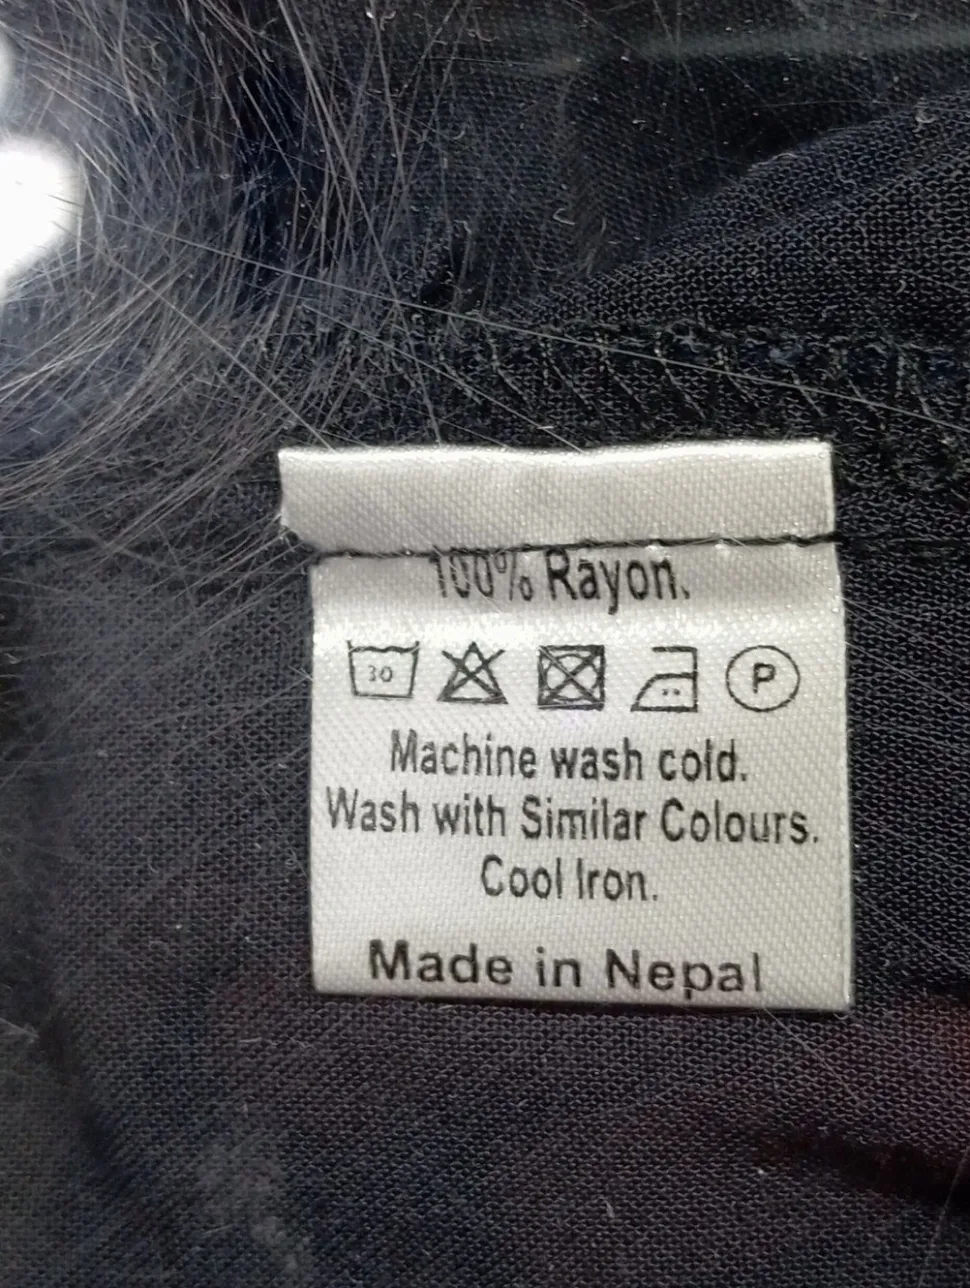 100% Rayon.
30 P
Machine wash cold.
Wash with Similar Colours.
Cool Iron.
Made in Nepal